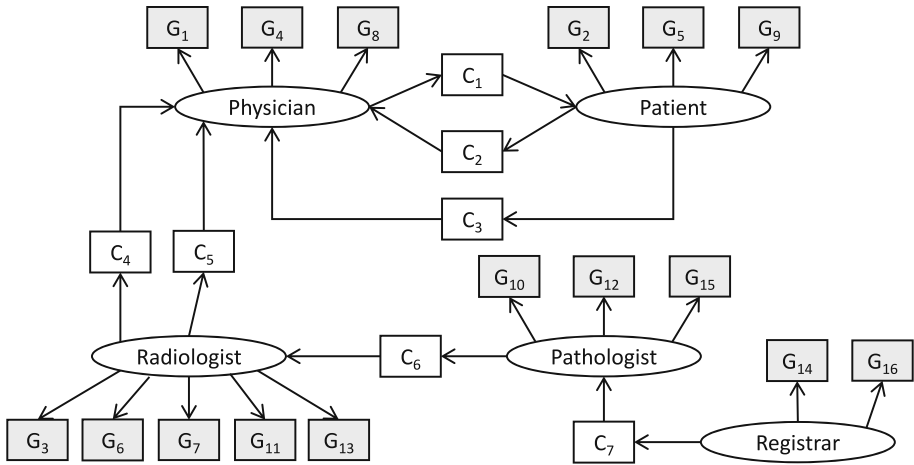 G₁ G₄ G₈ G₂ G₅ G₉
C₁
Physician Patient
C₂
C₃
C₄ C₅
G₁₀ G₁₂ G₁₅
Radiologist C₆ Pathologist
G₁₄ G₁₆
G₃ G₆ G₇ G₁₁ G₁₃ C₇ Registrar